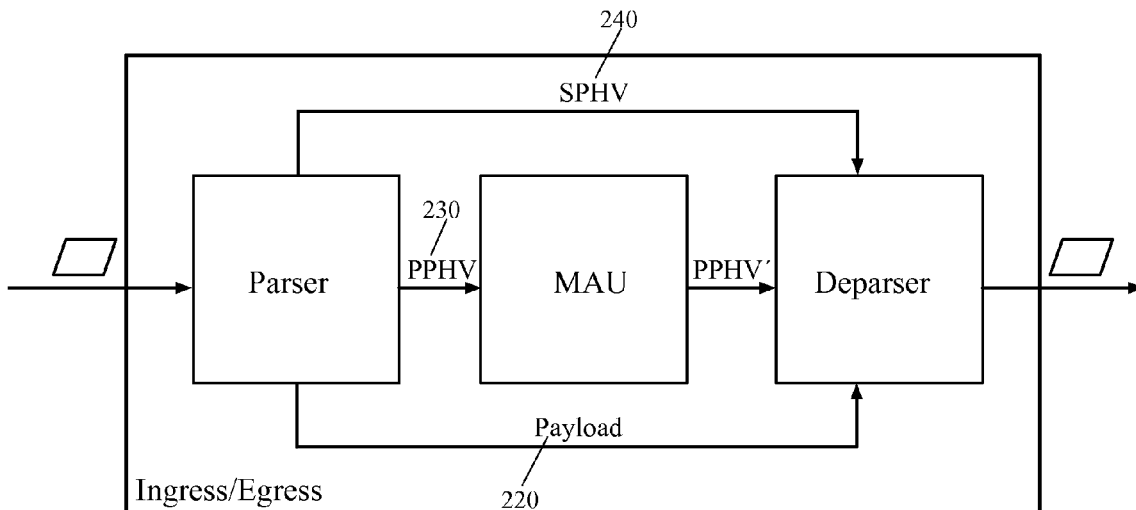 240
SPHV
230
PPHV
PPHV´
Parser
MAU
Deparser
Payload
220
Ingress/Egress